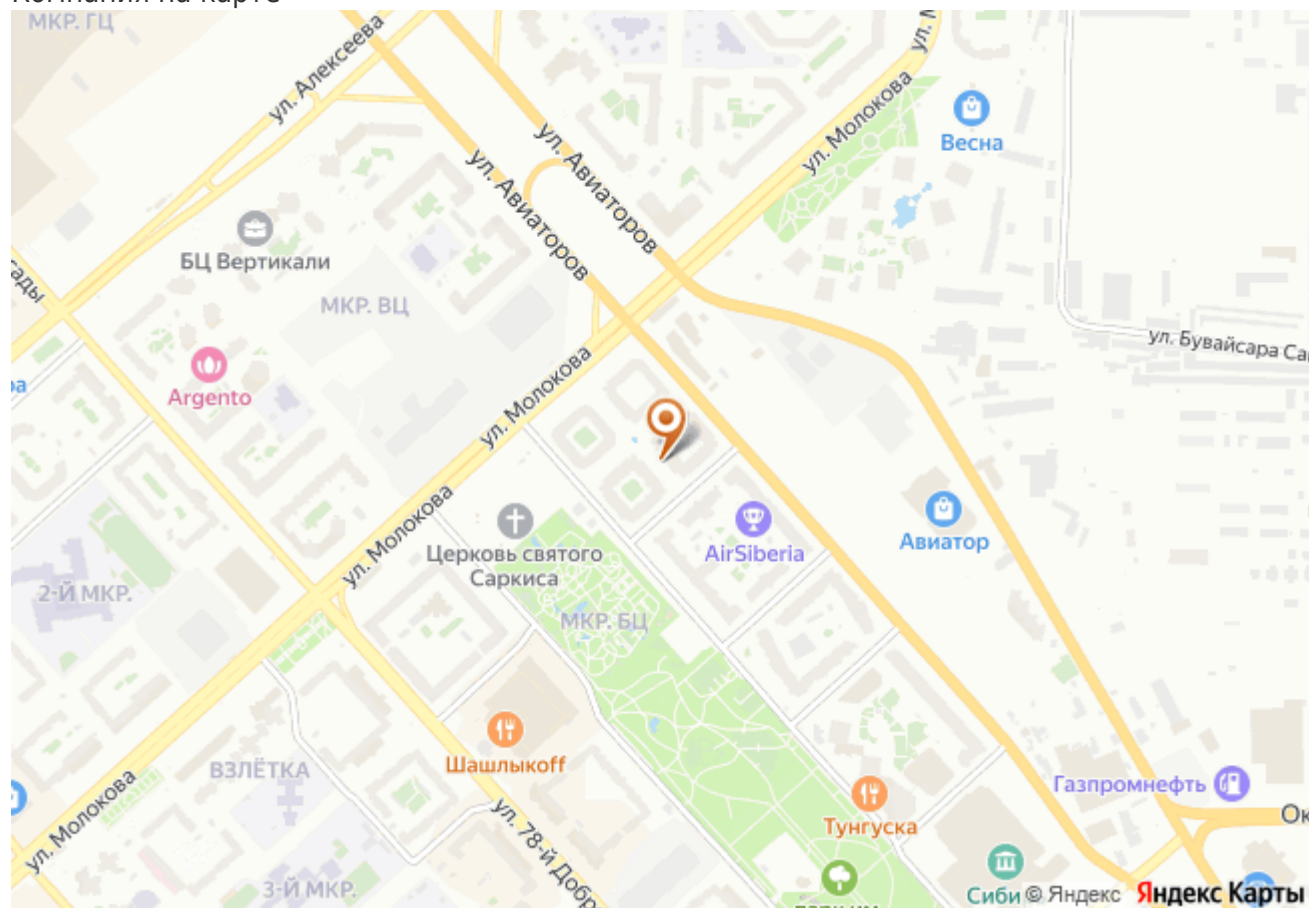 МКР. ГЦ
ул. Алексеева
ул. Авиаторов
ул. Авиаторов
ул. Молокова
Весна
БЦ Вертикали
МКР. ВЦ
ул. Бувайсара
Argento
ул. Молокова
ул. Молокова
Церковь святого
Саркиса
AirSiberia
Авиатор
2-Й МКР.
МКР. БЦ
Шашлыкоff
ВЗЛЁТКА
ул. Молокова
ул. 78-й Добр
Тунгуска
Газпромнефть
Ок
3-Й МКР.
Сиби © Яндекс Яндекс Карты